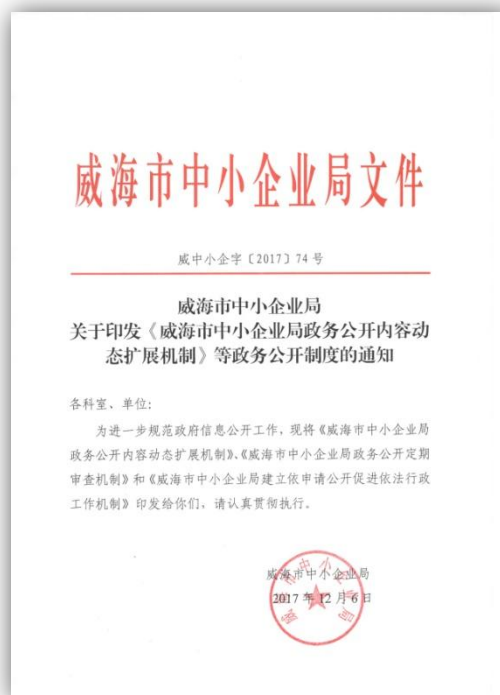 威海市中小企业局文件
威中小企字〔2017〕74号
威海市中小企业局
关于印发《威海市中小企业局政务公开内容动
态扩展机制》等政务公开制度的通知
各科室、单位:
为进一步规范政府信息公开工作,现将《威海市中小企业局
政务公开内容动态扩展机制》、《威海市中小企业局政务公开定期
审查机制》和《威海市中小企业局建立依申请公开促进依法行政
工作机制》印发给你们、请认真贯彻执行。
威海市中小企业局
2017年12月6日
威海市中小企业局